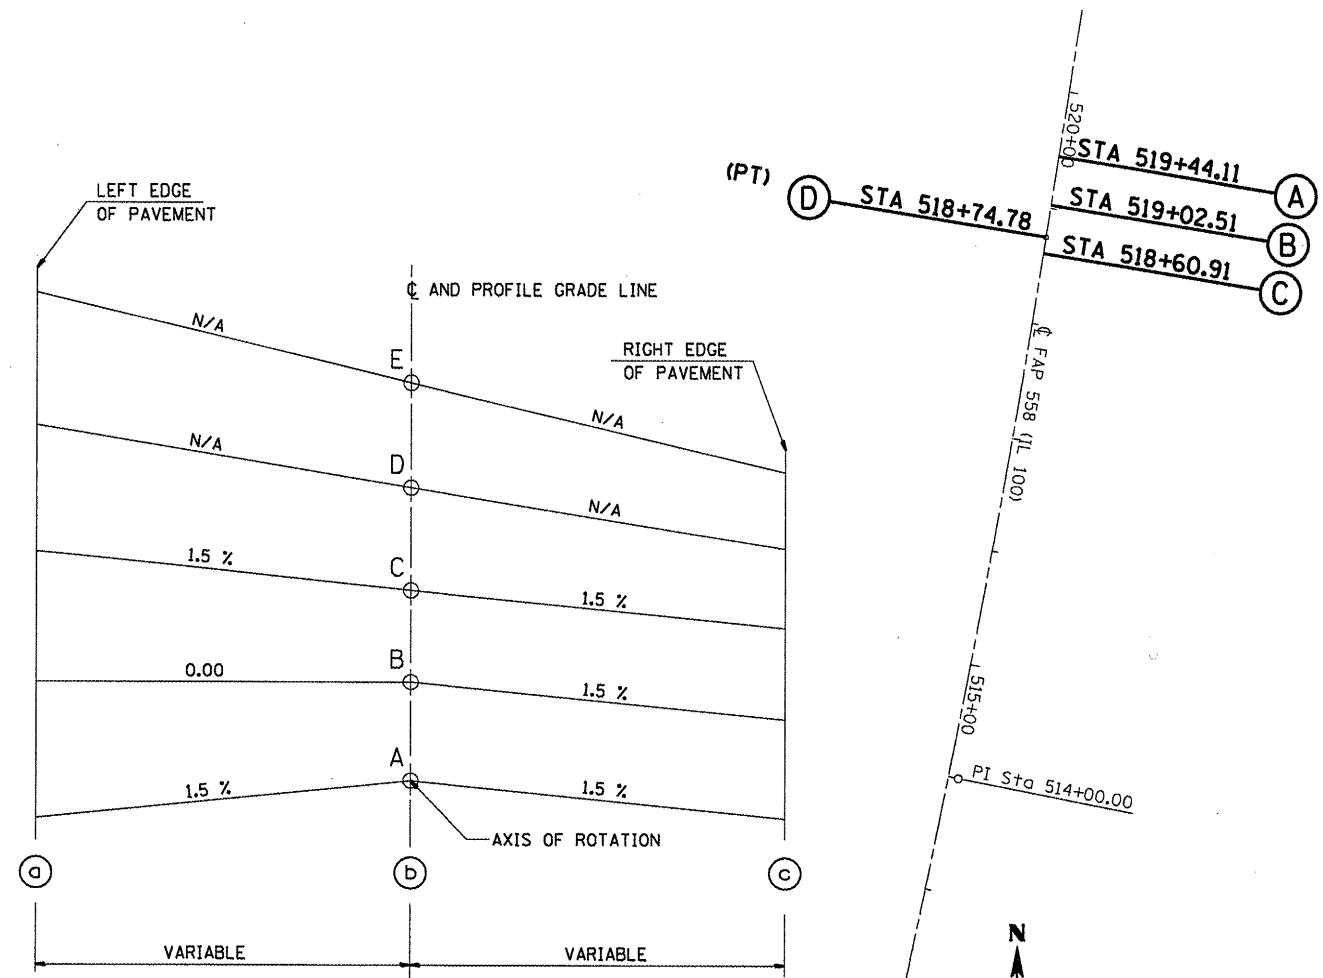 LEFT EDGE
OF PAVEMENT
℄ AND PROFILE GRADE LINE
RIGHT EDGE
OF PAVEMENT
N/A
E
N/A
N/A
D
N/A
1.5 %
C
1.5 %
0.00
B
1.5 %
A
1.5 %
1.5 %
AXIS OF ROTATION
a
b
c
VARIABLE
VARIABLE
520+00
STA 519+44.11
A
(PT)
D
STA 518+74.78
STA 519+02.51
B
STA 518+60.91
C
℄ FAP 558 (IL 100)
515+00
PI Sta 514+00.00
N